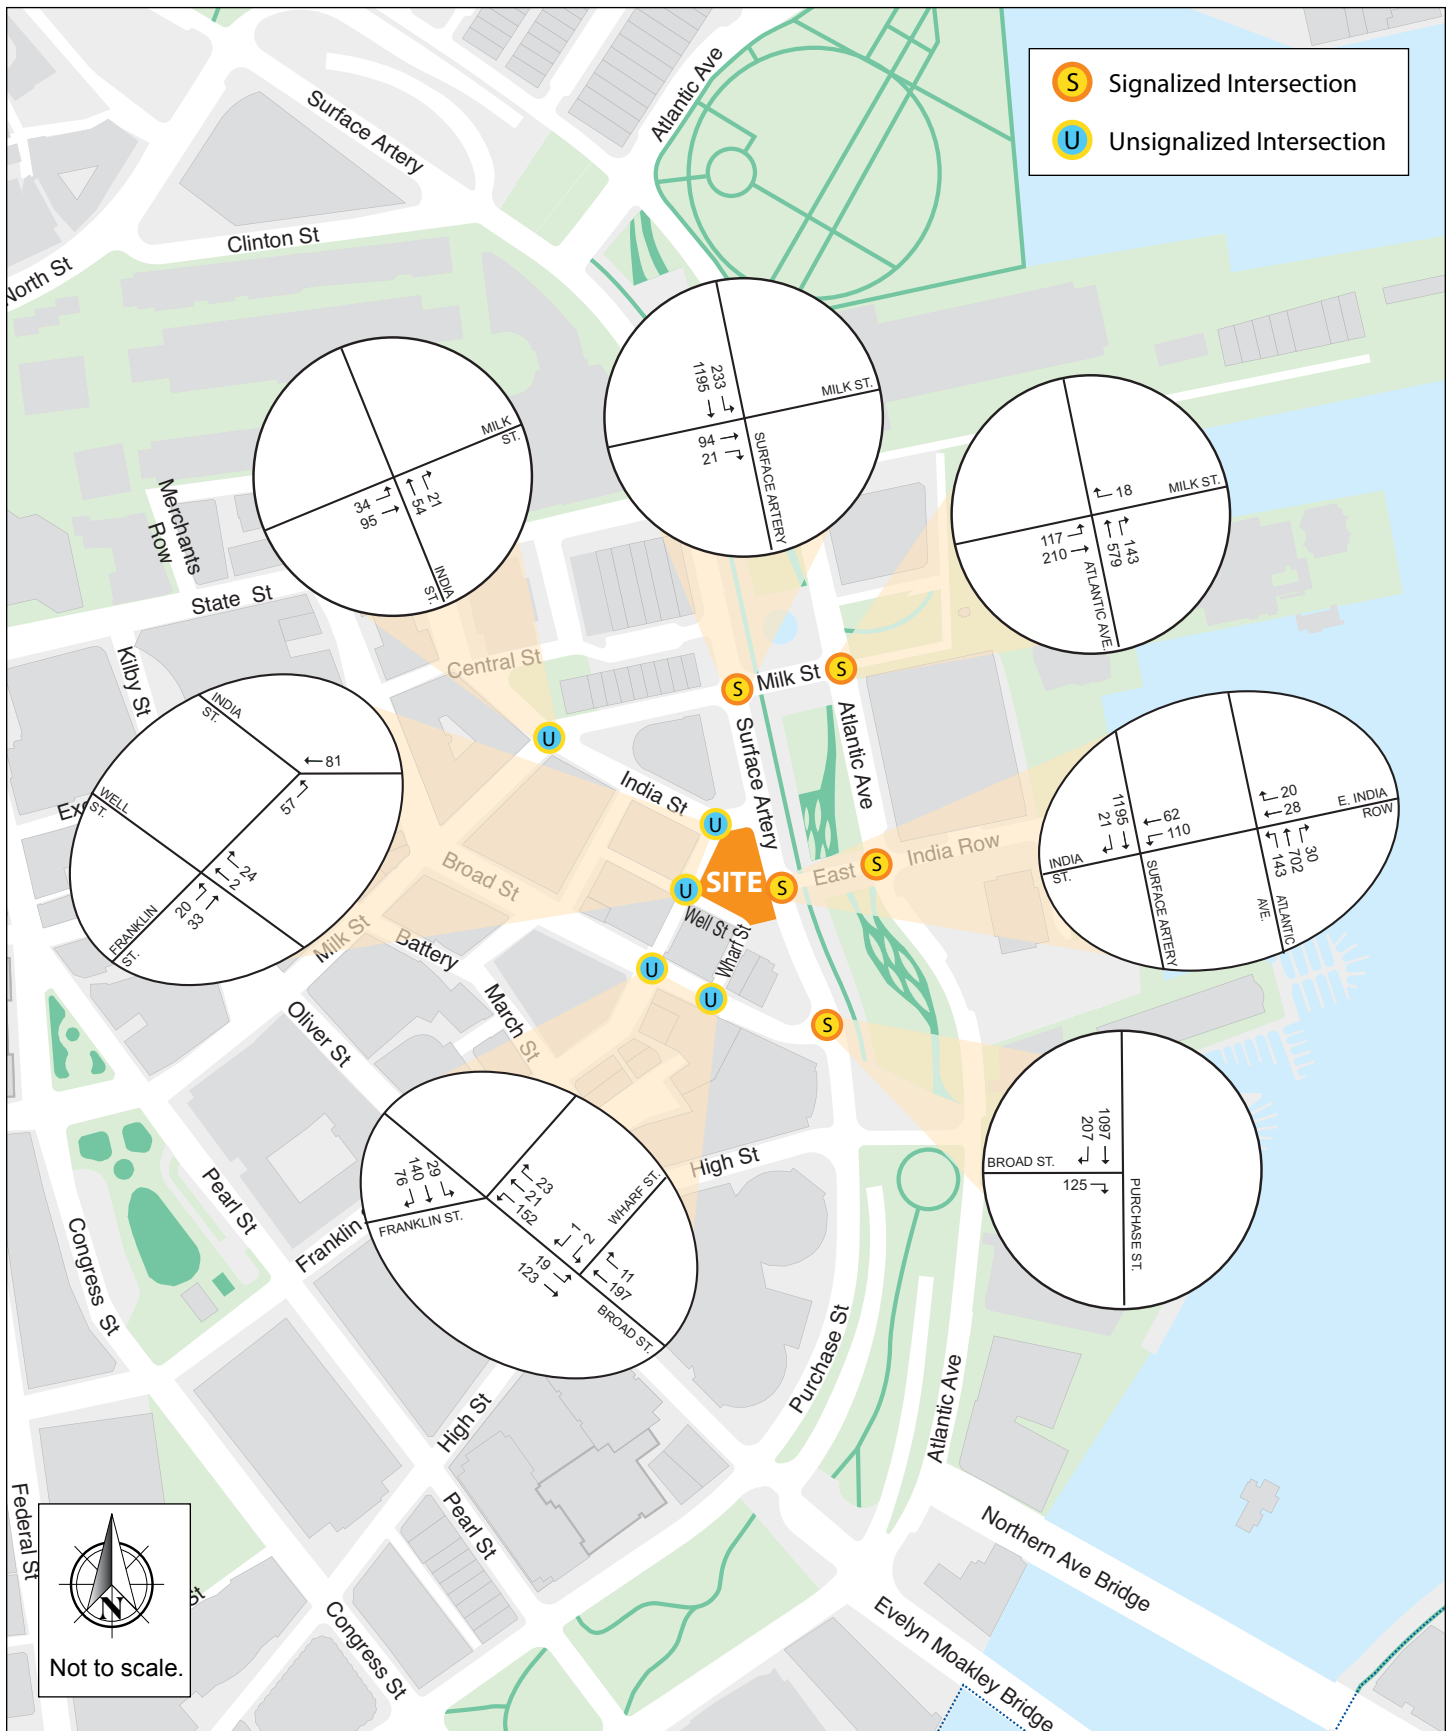 S Signalized Intersection
U Unsignalized Intersection
Atlantic Ave
Surface Artery
Clinton St
North St
Merchants
Row
State St
Kilby St
Central St
Milk St
Surface Artery
Atlantic Ave
India St
East India Row
Broad St
SITE
Well St
Wharf St
Milk St
Battery
March St
Oliver St
High St
Pearl St
Franklin
Congress St
Purchase St
Atlantic Ave
High St
Pearl St
Federal St
Congress St
Northern Ave Bridge
Evelyn Moakley Bridge
St
S
S
S
S
S
U
U
U
U
U
MILK
ST.
INDIA
ST.
34
95
54
21
1195
233
94
21
MILK ST.
SURFACE ARTERY
18
117
210
579
143
MILK ST.
ATLANTIC AVE.
INDIA
ST.
81
57
WELL
ST.
24
2
20
33
FRANKLIN
ST.
21
1195
62
110
INDIA
ST.
SURFACE ARTERY
20
28
E. INDIA
ROW
143
702
30
ATLANTIC
AVE.
76
140
29
FRANKLIN ST.
23
21
152
1
2
WHARF ST.
19
123
11
197
BROAD ST.
207
1097
BROAD ST.
125
PURCHASE ST.
N
Not to scale.